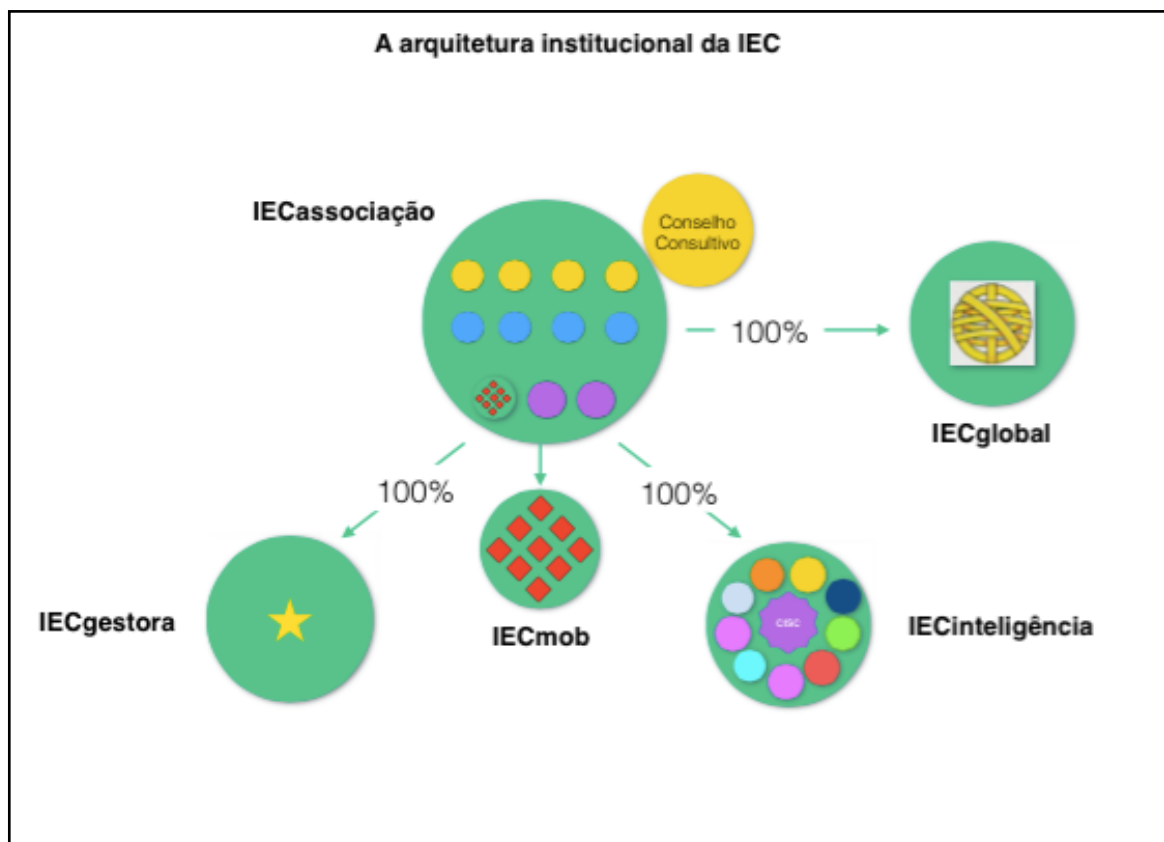 A arquitetura institucional da IEC
IECassociação
Conselho
Consultivo
100%
IECglobal
100%
100%
IECgestora
IECmob
IECinteligência